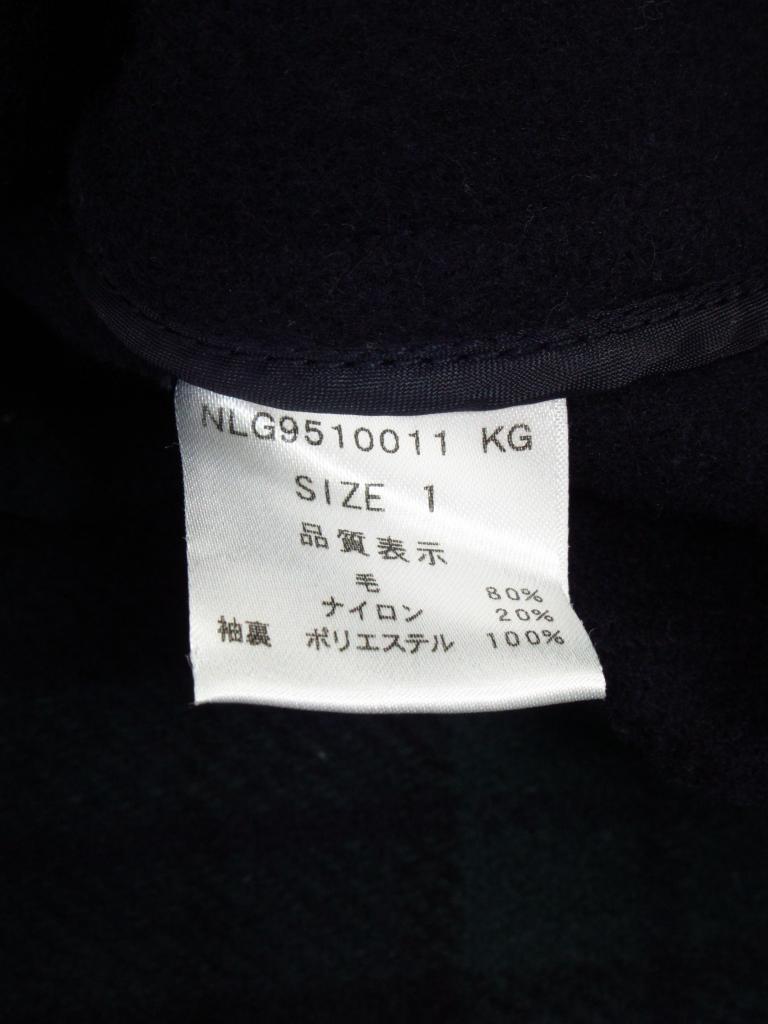 NLG9510011 KG
SIZE 1
品質表示
毛 80%
ナイロン 20%
袖裏 ポリエステル 100%